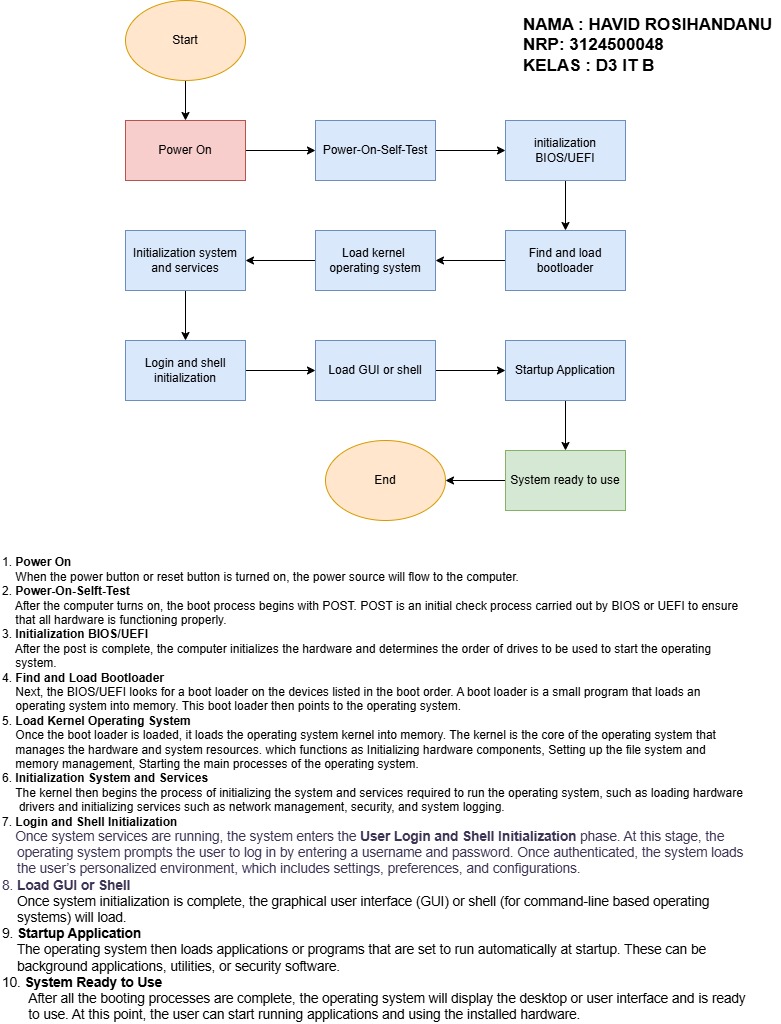 NAMA : HAVID ROSIHANDANU
NRP: 3124500048
KELAS : D3 IT B
Start
Power On
Power-On-Self-Test
initialization
BIOS/UEFI
Find and load
bootloader
Load kernel
operating system
Initialization system
and services
Login and shell
initialization
Load GUI or shell
Startup Application
System ready to use
End
1. Power On
When the power button or reset button is turned on, the power source will flow to the computer.
2. Power-On-Selft-Test
After the computer turns on, the boot process begins with POST. POST is an initial check process carried out by BIOS or UEFI to ensure
that all hardware is functioning properly.
3. Initialization BIOS/UEFI
After the post is complete, the computer initializes the hardware and determines the order of drives to be used to start the operating
system.
4. Find and Load Bootloader
Next, the BIOS/UEFI looks for a boot loader on the devices listed in the boot order. A boot loader is a small program that loads an
operating system into memory. This boot loader then points to the operating system.
5. Load Kernel Operating System
Once the boot loader is loaded, it loads the operating system kernel into memory. The kernel is the core of the operating system that
manages the hardware and system resources. which functions as Initializing hardware components, Setting up the file system and
memory management, Starting the main processes of the operating system.
6. Initialization System and Services
The kernel then begins the process of initializing the system and services required to run the operating system, such as loading hardware
drivers and initializing services such as network management, security, and system logging.
7. Login and Shell Initialization
Once system services are running, the system enters the User Login and Shell Initialization phase. At this stage, the
operating system prompts the user to log in by entering a username and password. Once authenticated, the system loads
the user's personalized environment, which includes settings, preferences, and configurations.
8. Load GUI or Shell
Once system initialization is complete, the graphical user interface (GUI) or shell (for command-line based operating
systems) will load.
9. Startup Application
The operating system then loads applications or programs that are set to run automatically at startup. These can be
background applications, utilities, or security software.
10. System Ready to Use
After all the booting processes are complete, the operating system will display the desktop or user interface and is ready
to use. At this point, the user can start running applications and using the installed hardware.